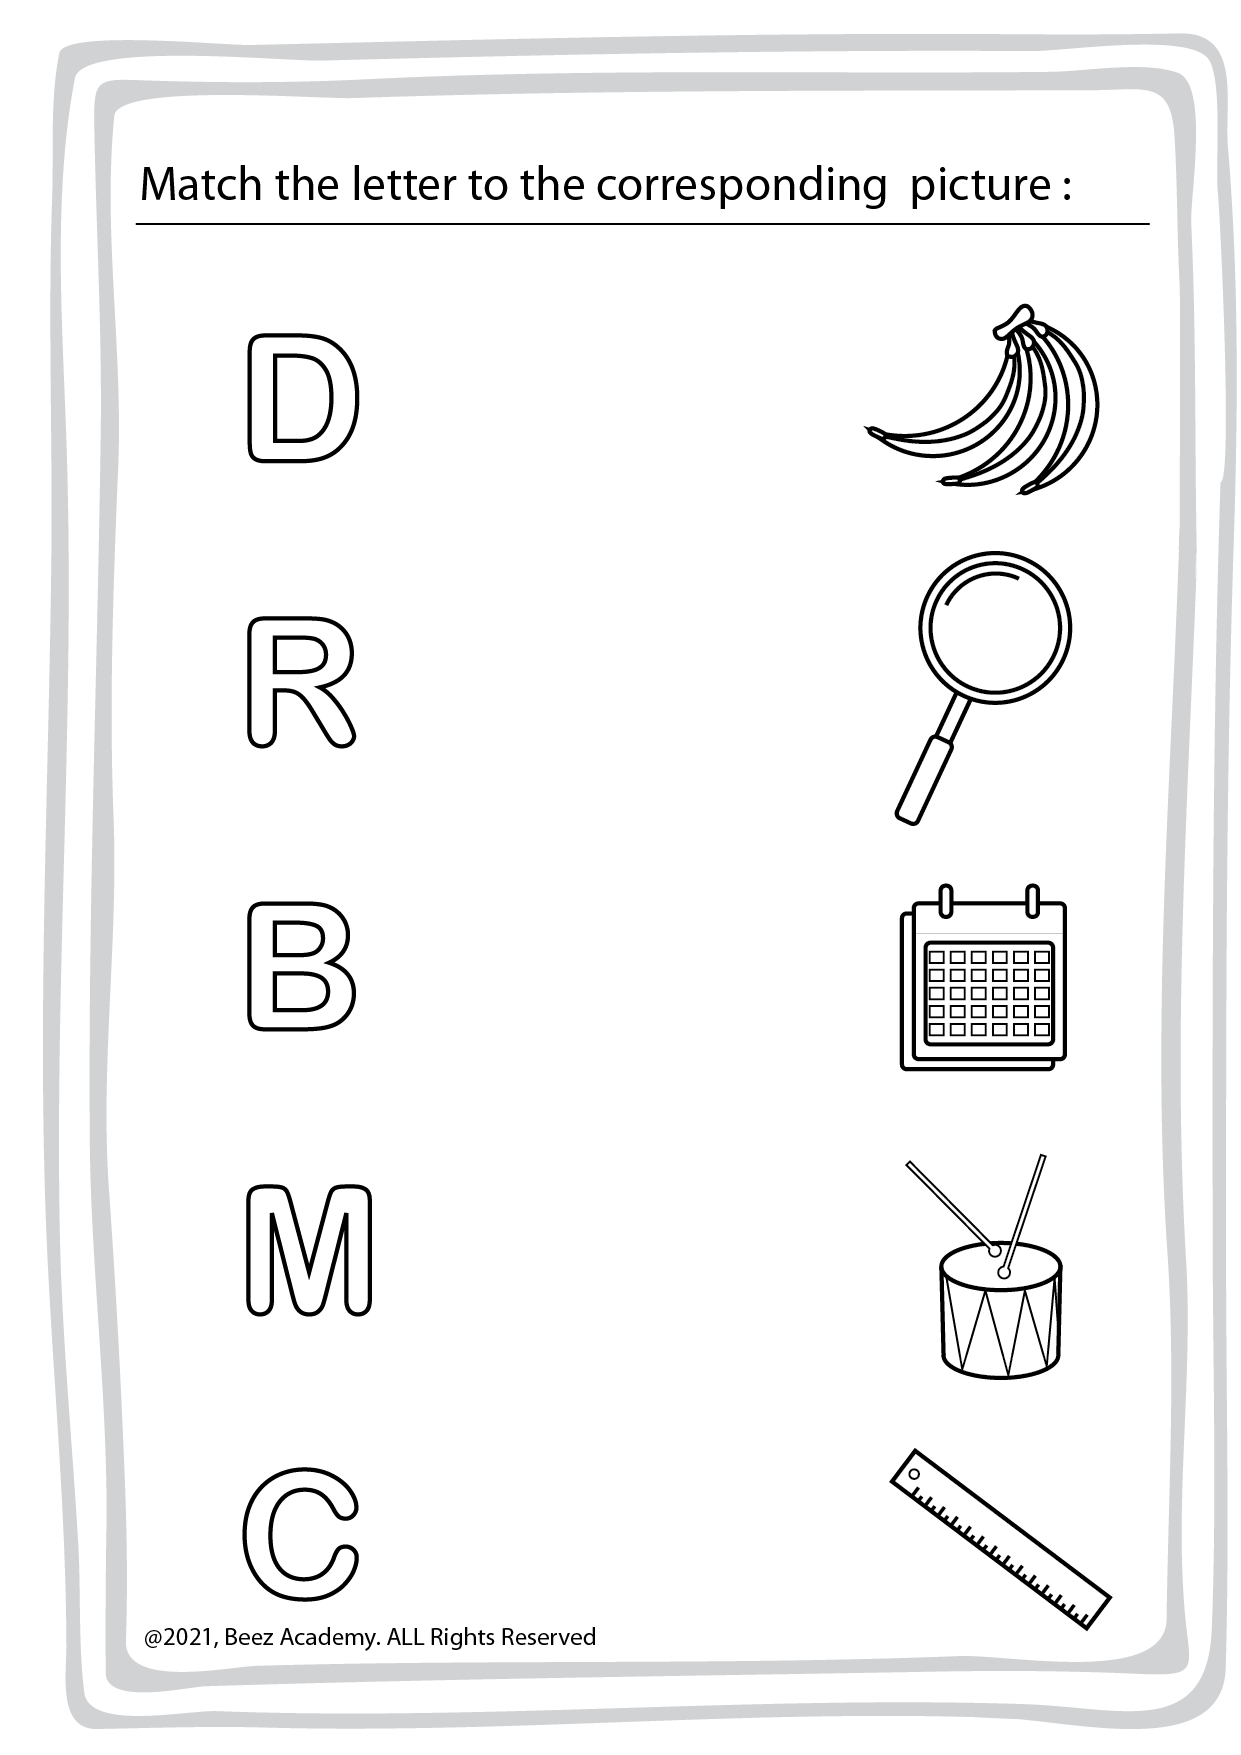 Match the letter to the corresponding  picture :
D
R
B
M
C
@2021, Beez Academy. ALL Rights Reserved